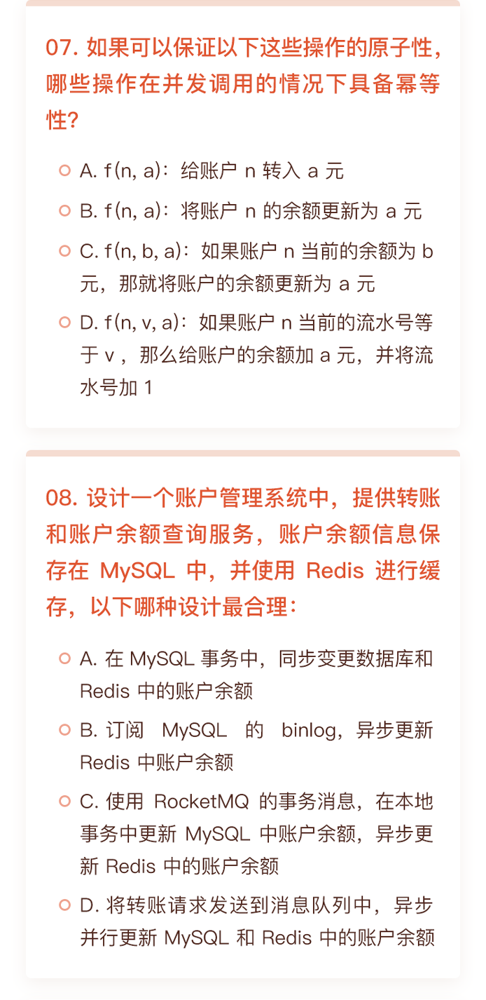 07. 如果可以保证以下这些操作的原子性，
哪些操作在并发调用的情况下具备幂等
性?
A. f(n, a)：给账户 n 转入 a 元
B. f(n, a)：将账户 n 的余额更新为 a 元
C. f(n, b, a)：如果账户 n 当前的余额为 b
元，那就将账户的余额更新为 a 元
D. f(n, v, a)：如果账户 n 当前的流水号等
于 v ，那么给账户的余额加 a 元，并将流
水号加 1
08. 设计一个账户管理系统中，提供转账
和账户余额查询服务，账户余额信息保
存在 MySQL 中，并使用 Redis 进行缓
存，以下哪种设计最合理：
A. 在 MySQL 事务中，同步变更数据库和
Redis 中的账户余额
B. 订阅 MySQL 的 binlog，异步更新
Redis 中账户余额
C. 使用 RocketMQ 的事务消息，在本地
事务中更新 MySQL 中账户余额，异步更
新 Redis 中的账户余额
D. 将转账请求发送到消息队列中，异步
并行更新 MySQL 和 Redis 中的账户余额